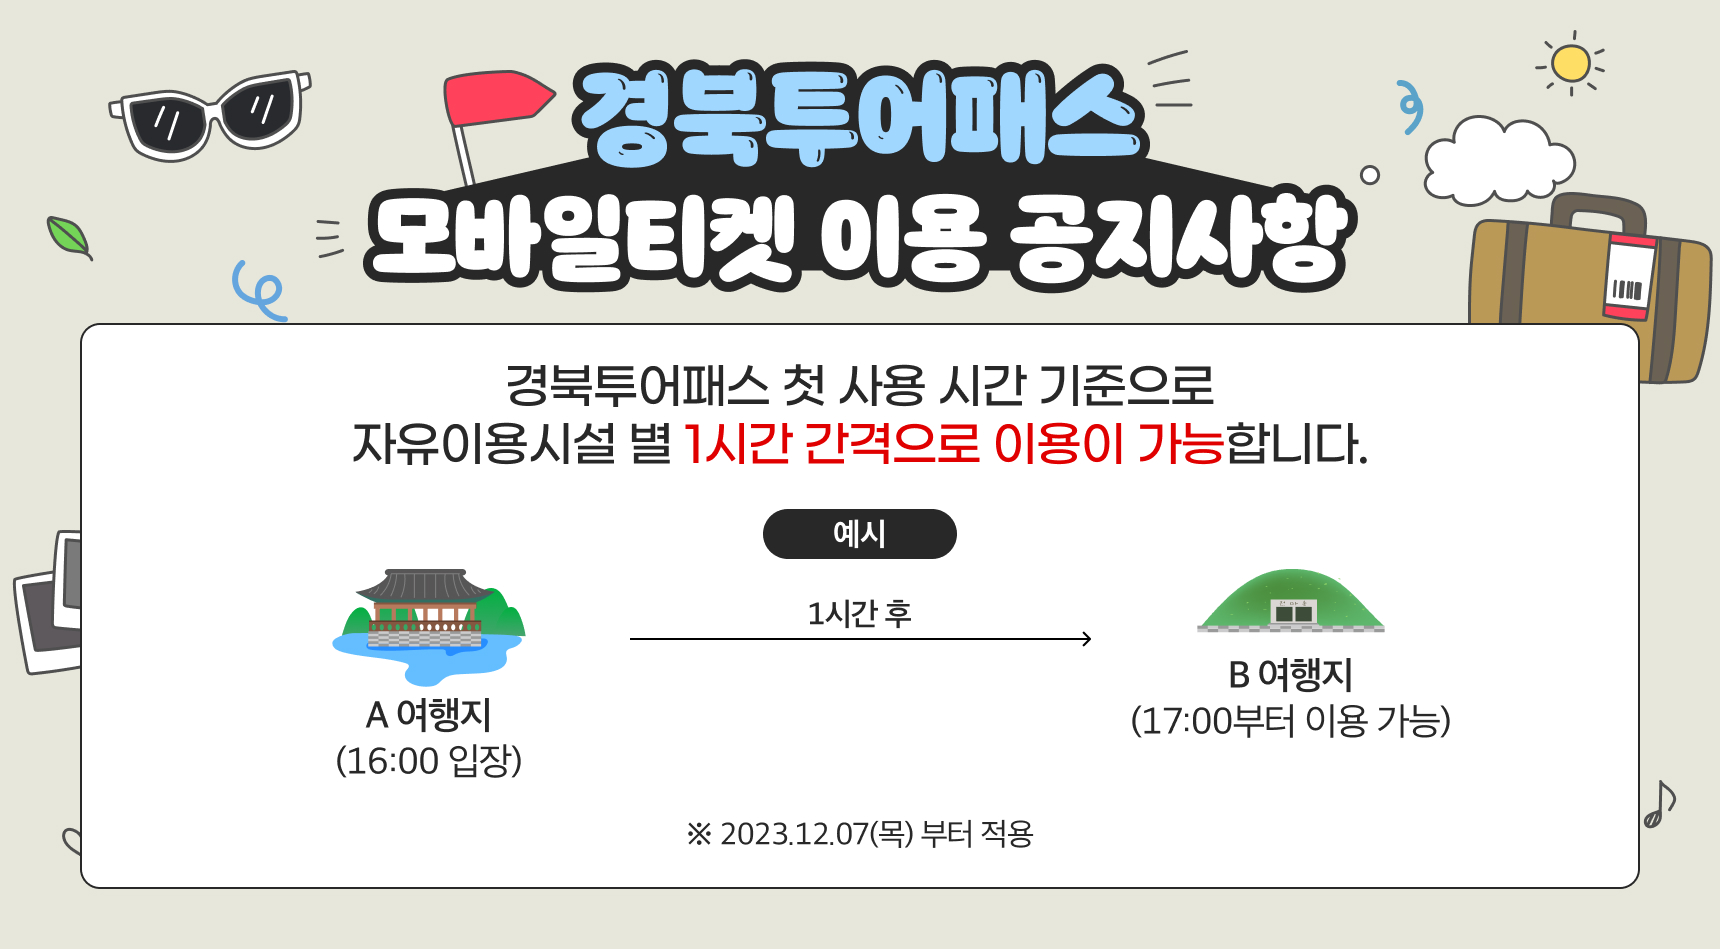 경북투어패스
모바일티켓 이용 공지사항
경북투어패스 첫 사용 시간 기준으로
자유이용시설 별 1시간 간격으로 이용이 가능합니다.
예시
1시간 후
A 여행지
(16:00 입장)
B 여행지
(17:00부터 이용 가능)
※ 2023.12.07(목) 부터 적용